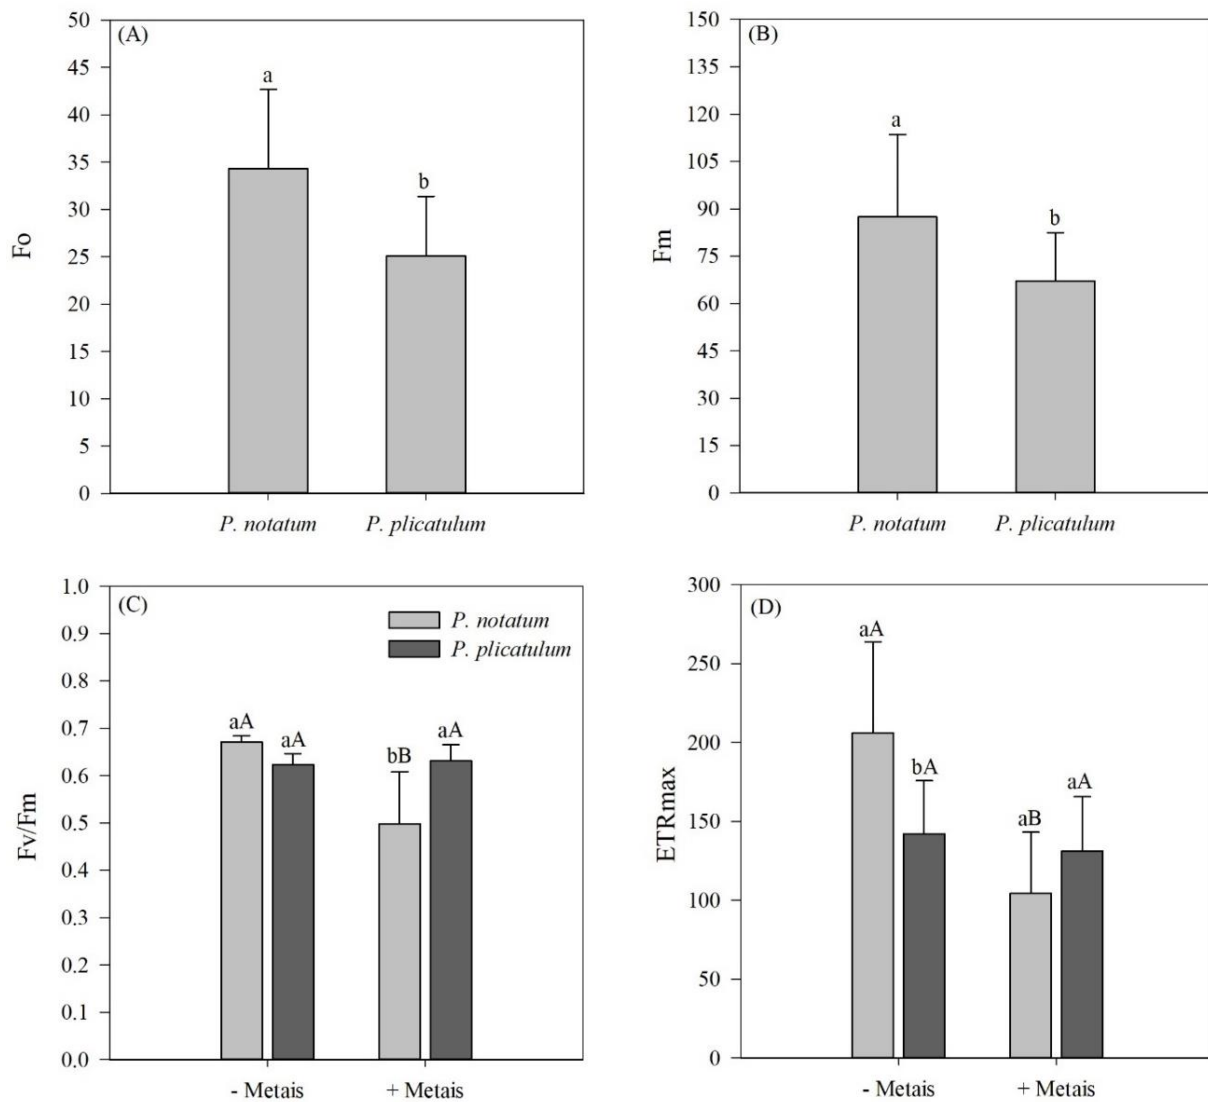 (A)
Fo
50
45
40
35
30
25
20
15
10
5
0
a
b
P. notatum P. plicatulum
(B)
Fm
150
135
120
105
90
75
60
45
30
15
0
a
b
P. notatum P. plicatulum
(C)
Fv/Fm
1.0
0.9
0.8
0.7
0.6
0.5
0.4
0.3
0.2
0.1
0.0
P. notatum
P. plicatulum
aA
aA
bB
aA
- Metais + Metais
(D)
ETRmax
300
250
200
150
100
50
0
aA
bA
aB
aA
- Metais + Metais